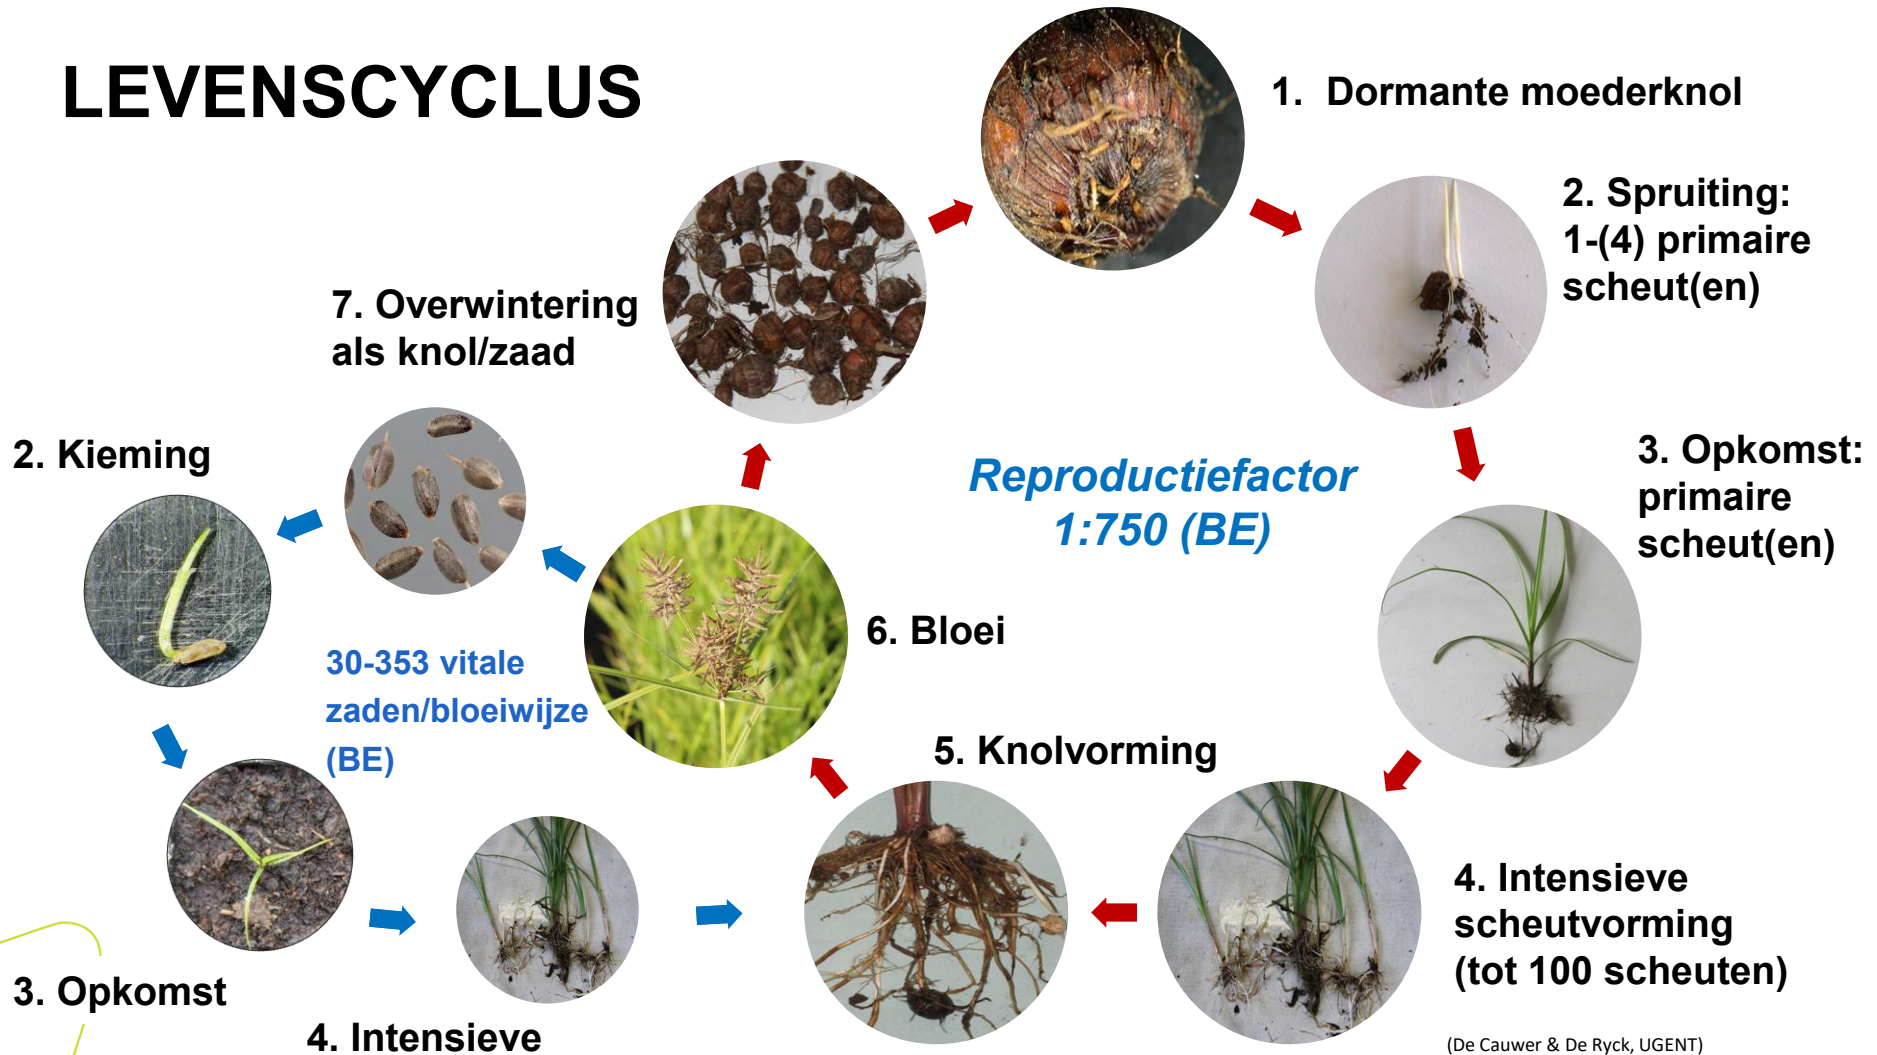 LEVENSCYCLUS
1. Dormante moederknol
2. Spruiting:
1-(4) primaire
scheut(en)
3. Opkomst:
primaire
scheut(en)
4. Intensieve
scheutvorming
(tot 100 scheuten)
5. Knolvorming
6. Bloei
7. Overwintering
als knol/zaad
2. Kieming
3. Opkomst
4. Intensieve
Reproductiefactor
1:750 (BE)
30-353 vitale
zaden/bloeiwijze
(BE)
(De Cauwer & De Ryck, UGENT)